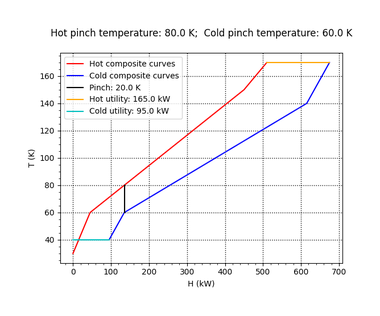 Hot pinch temperature: 80.0 K;  Cold pinch temperature: 60.0 K
Hot composite curves
Cold composite curves
Pinch: 20.0 K
Hot utility: 165.0 kW
Cold utility: 95.0 kW
T (K)
160
140
120
100
80
60
40
0 100 200 300 400 500 600 700
H (kW)